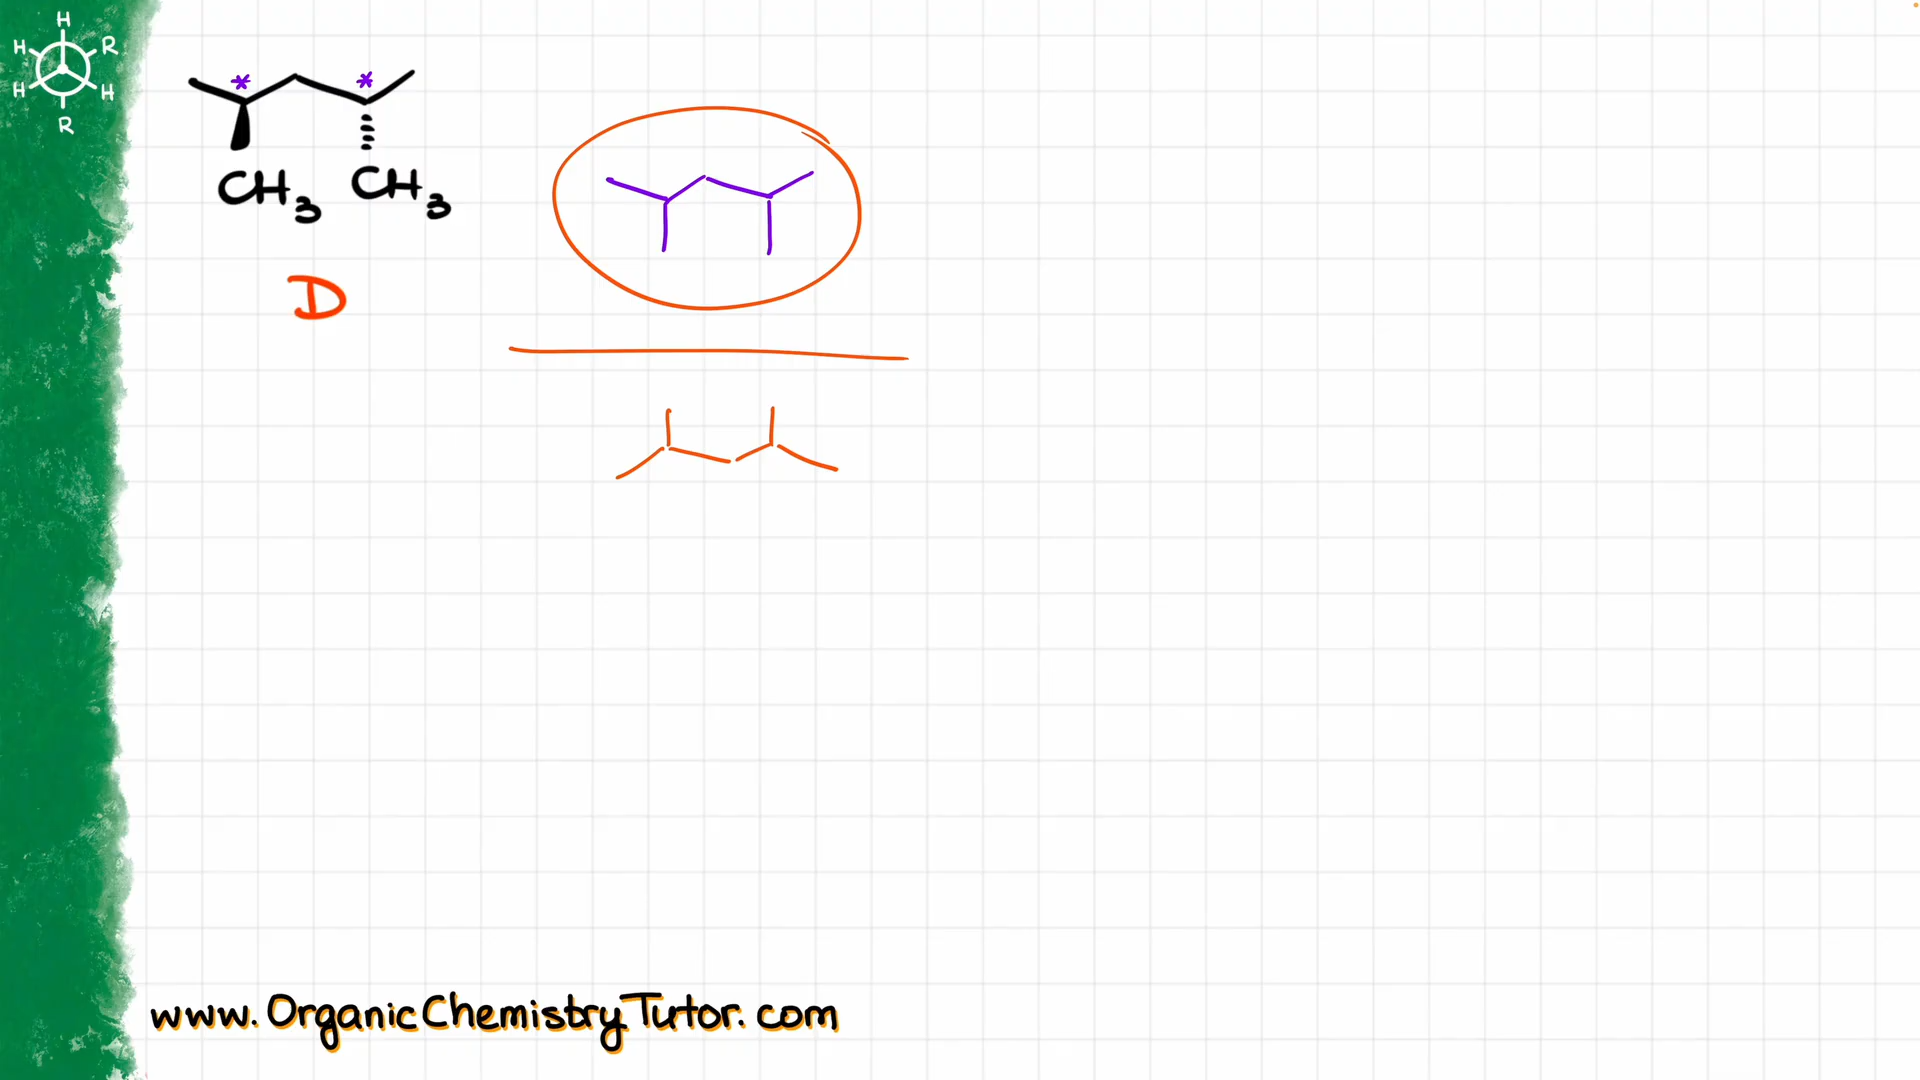 H
H R
H H
R
* *
CH₃ CH₃
D
www.OrganicChemistryTutor.com